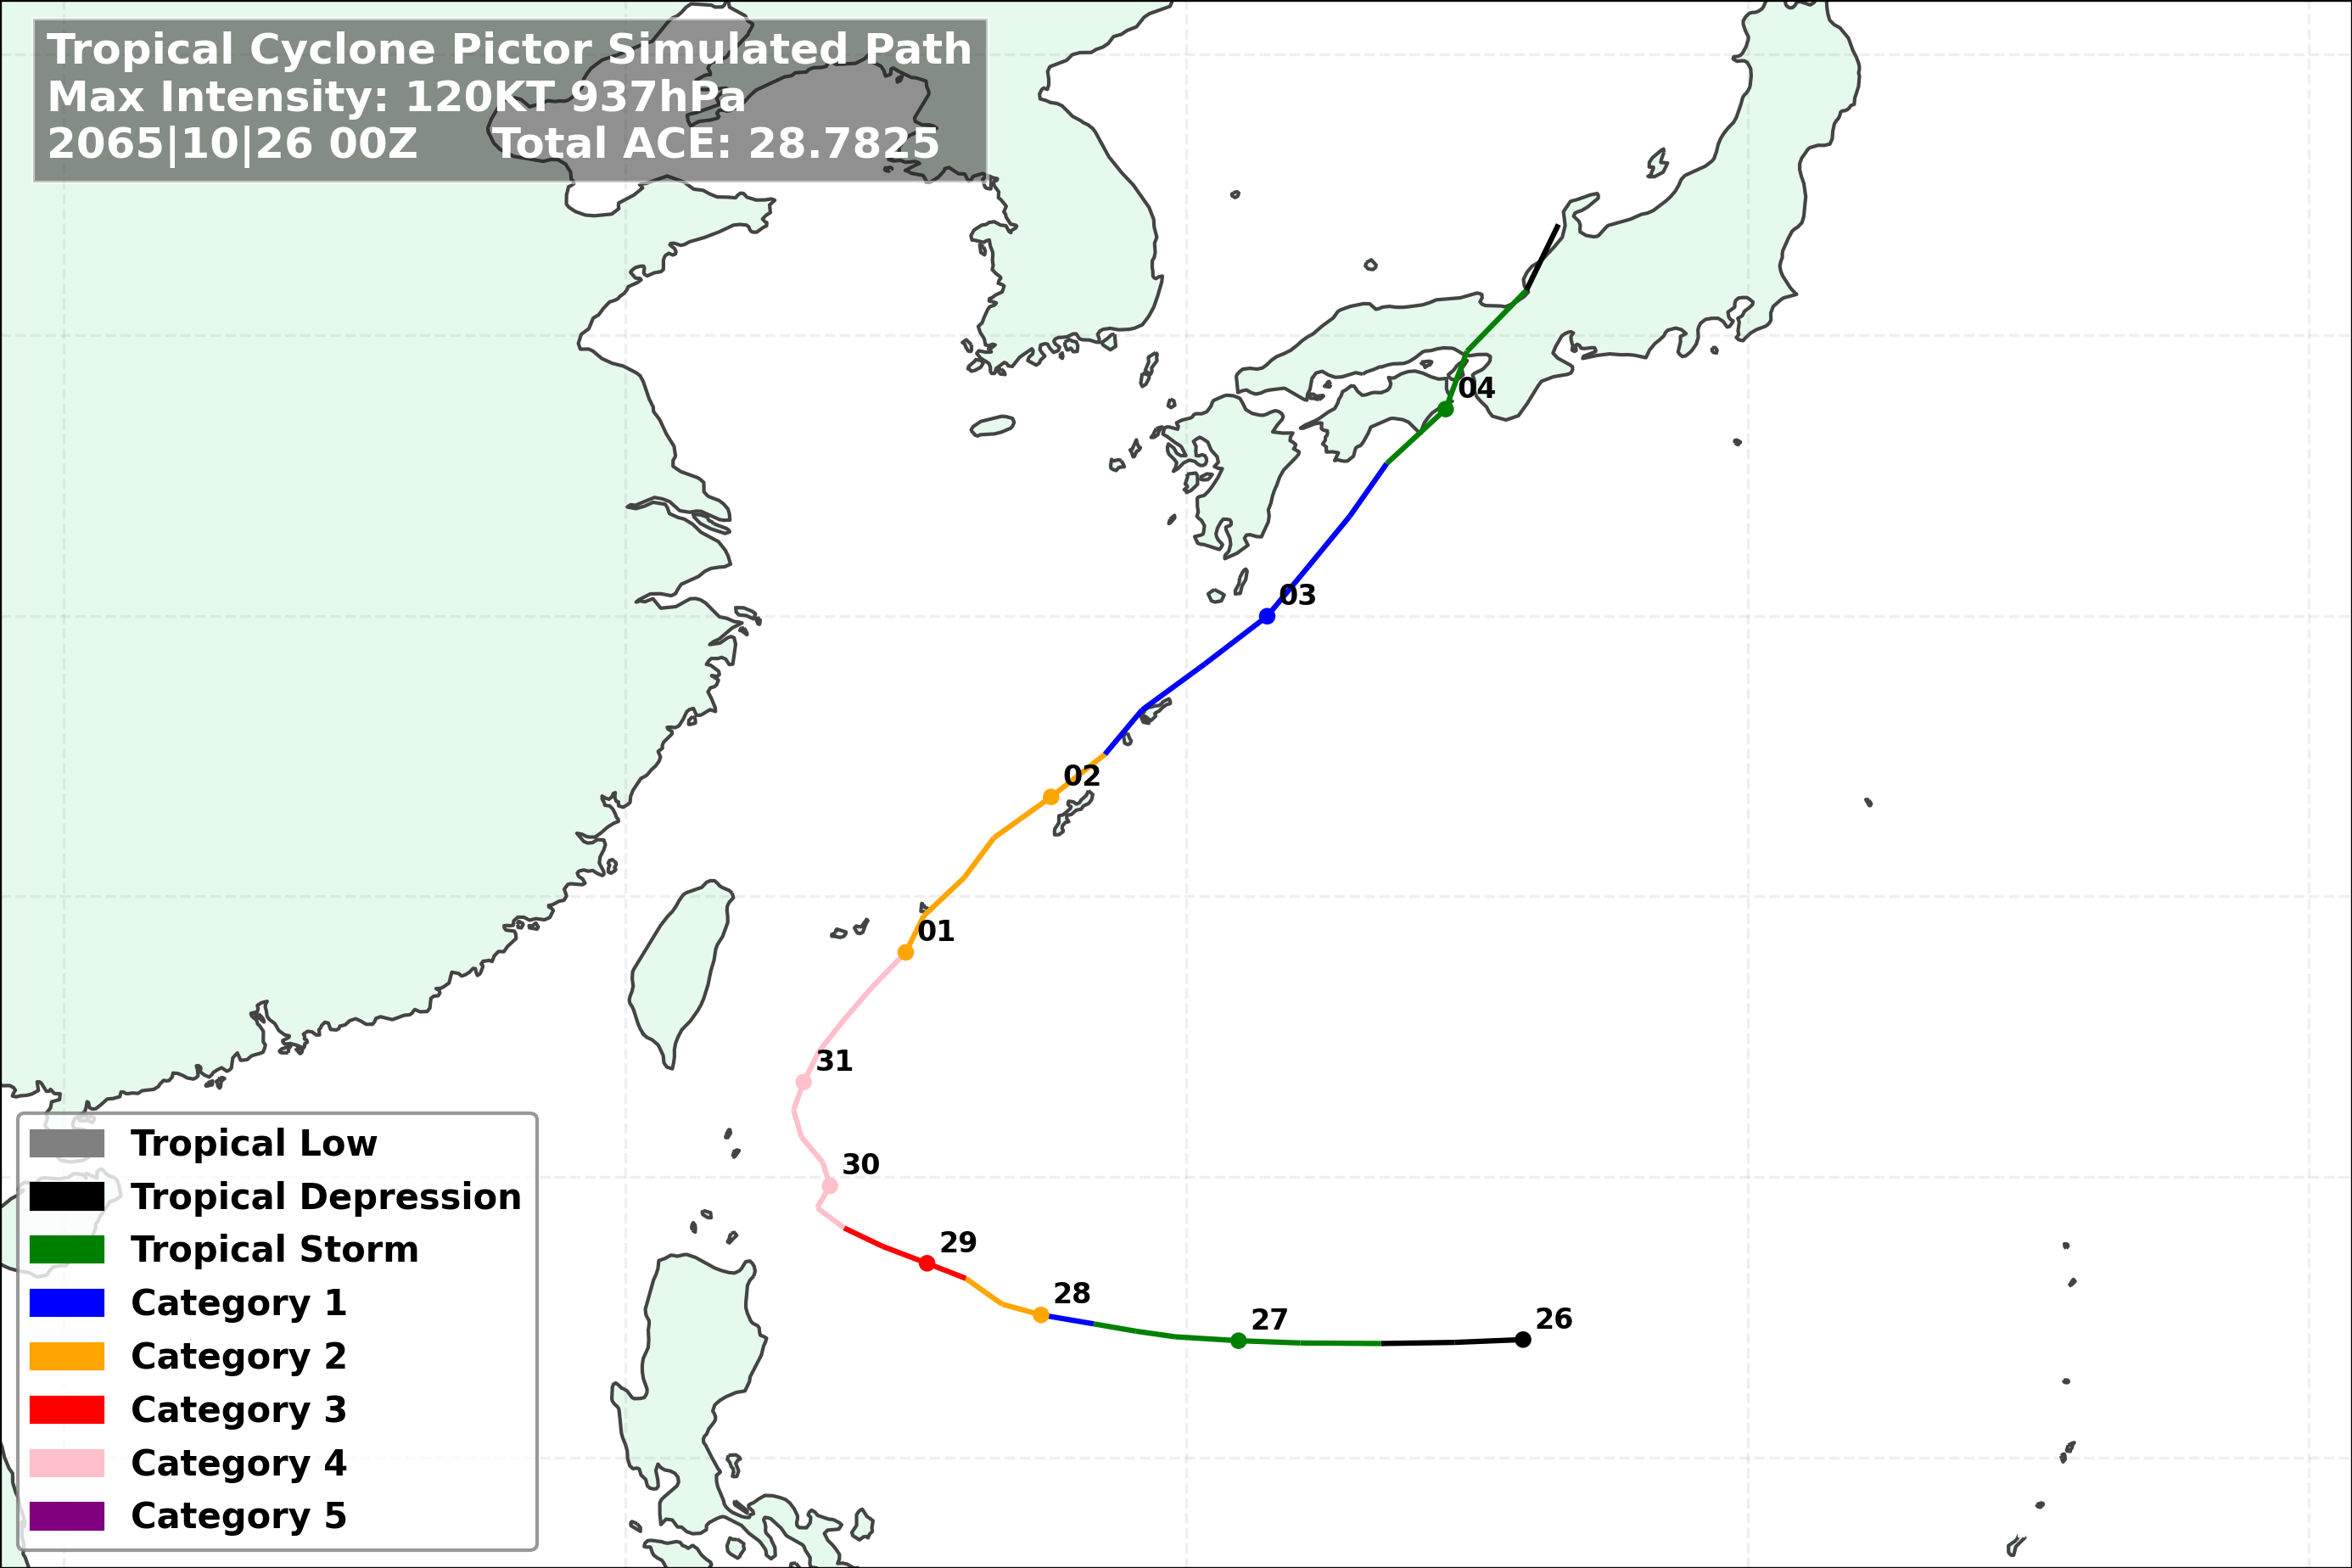 Tropical Cyclone Pictor Simulated Path
Max Intensity: 120KT 937hPa
2065|10|26 00Z Total ACE: 28.7825
04
03
02
01
31
30
29
28
27
26
Tropical Low
Tropical Depression
Tropical Storm
Category 1
Category 2
Category 3
Category 4
Category 5